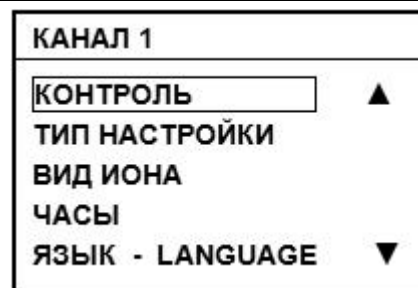 КАНАЛ 1
КОНТРОЛЬ ▲
ТИП НАСТРОЙКИ
ВИД ИОНА
ЧАСЫ
ЯЗЫК - LANGUAGE ▼